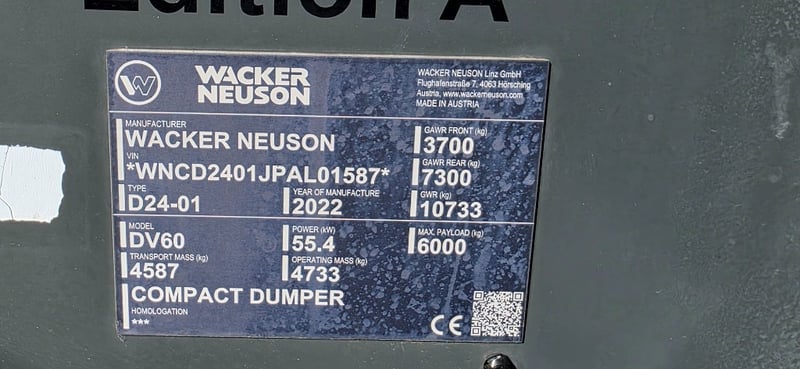 Edition A
WACKER
NEUSON
WACKER NEUSON Linz GmbH
Flughafenstraße 7, 4063 Hörsching
Austria, www.wackerneuson.com
MADE IN AUSTRIA
MANUFACTURER
WACKER NEUSON
GAWR FRONT (kg)
3700
VIN
*WNCD2401JPAL01587*
GAWR REAR (kg)
7300
TYPE
D24-01
YEAR OF MANUFACTURE
2022
GWR (kg)
10733
MODEL
DV60
POWER (kW)
55.4
MAX. PAYLOAD (kg)
6000
TRANSPORT MASS (kg)
4587
OPERATING MASS (kg)
4733
COMPACT DUMPER
HOMOLOGATION
***
CE